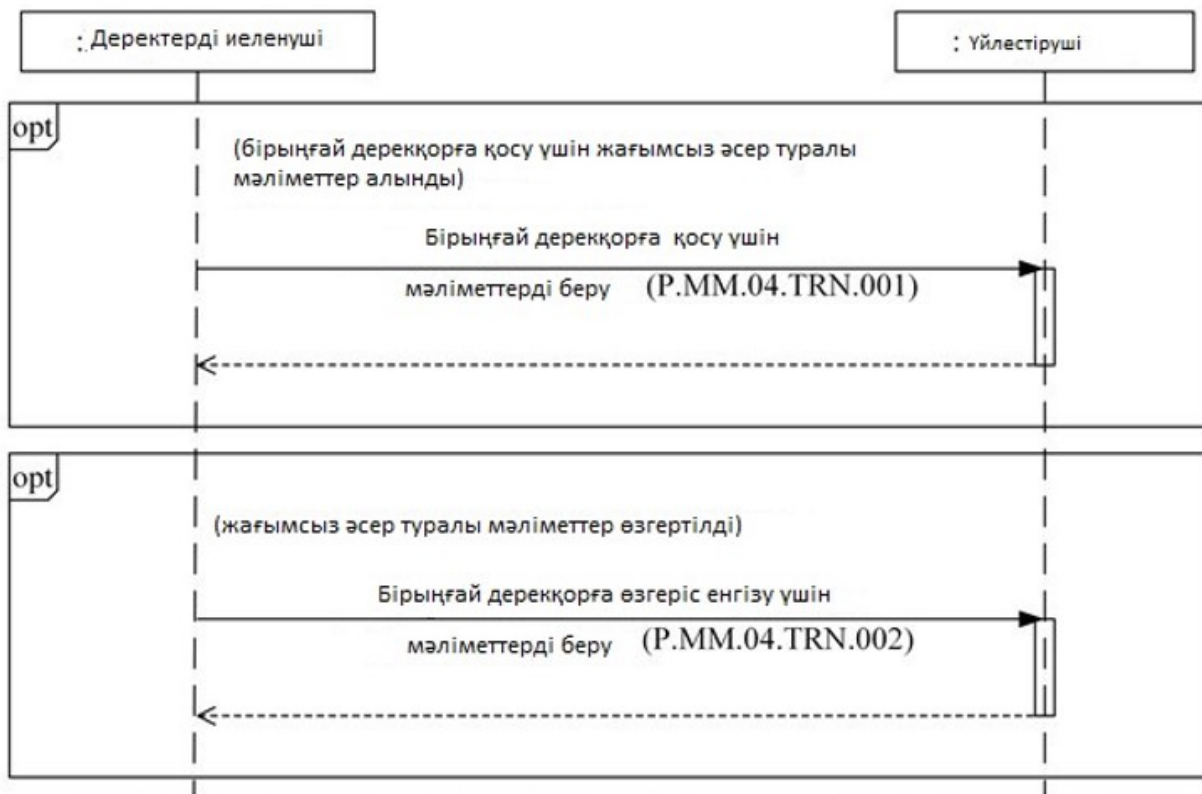 : Деректерді иеленуші
: Үйлестіруші
opt
(бірыңғай дерекқорға қосу үшін жағымсыз әсер туралы
мәліметтер алынды)
Бірыңғай дерекқорға қосу үшін
мәліметтерді беру (P.MM.04.TRN.001)
opt
(жағымсыз әсер туралы мәліметтер өзгертілді)
Бірыңғай дерекқорға өзгеріс енгізу үшін
мәліметтерді беру (P.MM.04.TRN.002)